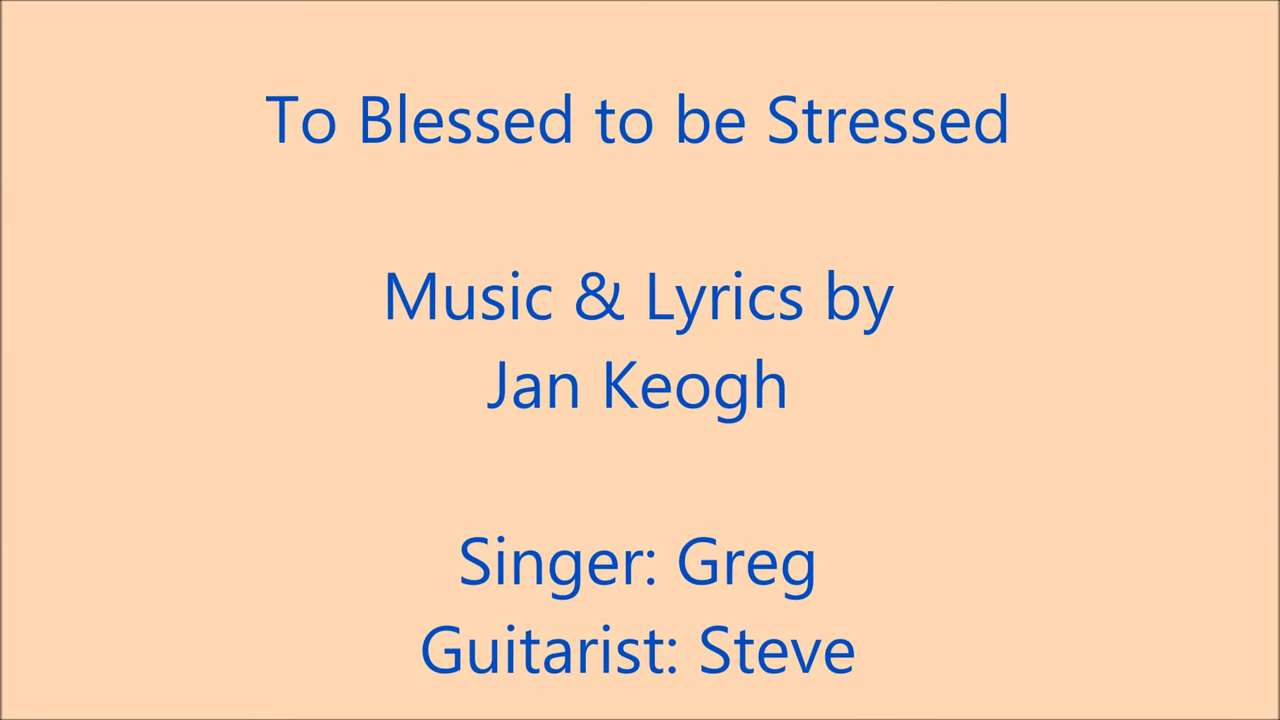 To Blessed to be Stressed
Music & Lyrics by
Jan Keogh
Singer: Greg
Guitarist: Steve